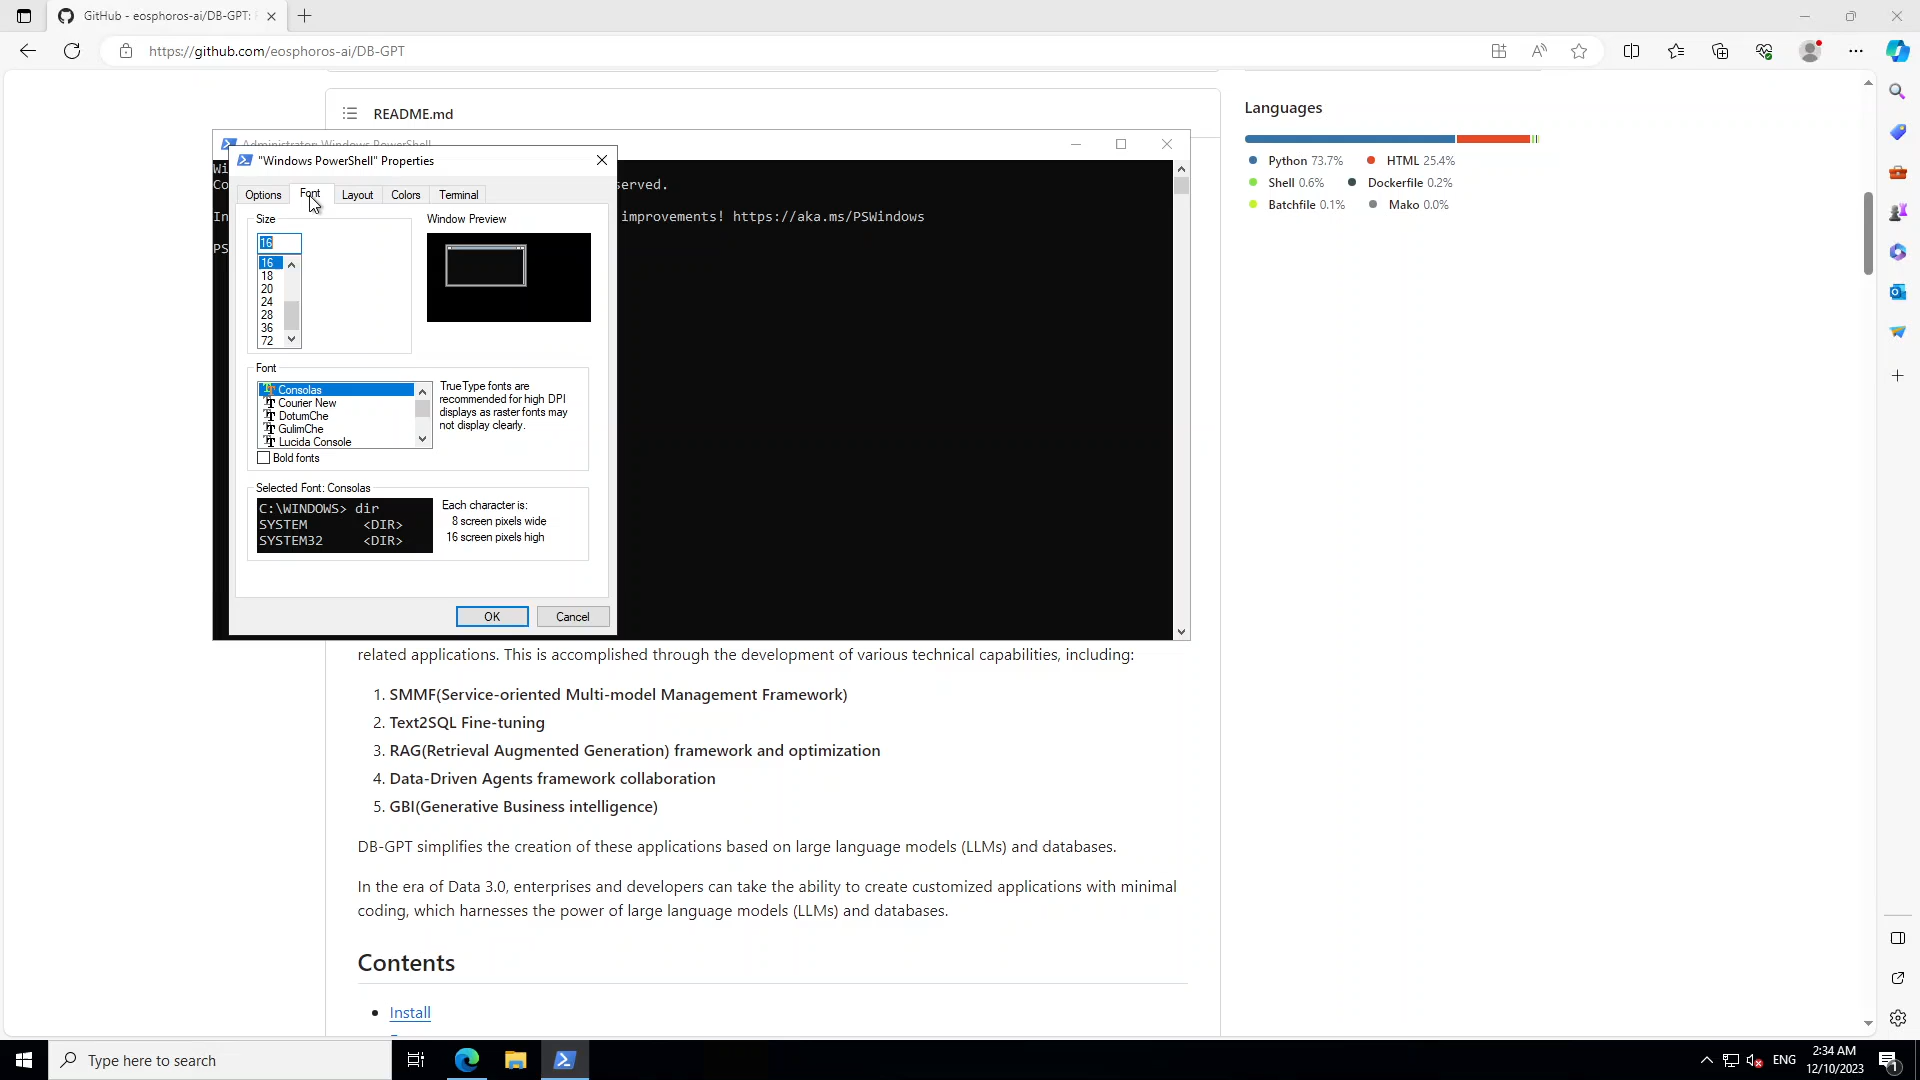 GitHub - eosphoros-ai/DB-GPT:
https://github.com/eosphoros-ai/DB-GPT
README.md
Languages
Python 73.7% HTML 25.4%
Shell 0.6% Dockerfile 0.2%
Batchfile 0.1% Mako 0.0%
Administrator: Windows PowerShell
"Windows PowerShell" Properties
Wi
Co
served.
In
improvements! https://aka.ms/PSWindows
PS
Options Font Layout Colors Terminal
Size
Window Preview
16
16
18
20
24
28
36
72
Font
Consolas
Courier New
DotumChe
GulimChe
Lucida Console
TrueType fonts are
recommended for high DPI
displays as raster fonts may
not display clearly.
Bold fonts
Selected Font: Consolas
C:\WINDOWS> dir
SYSTEM <DIR>
SYSTEM32 <DIR>
Each character is:
8 screen pixels wide
16 screen pixels high
OK Cancel
related applications. This is accomplished through the development of various technical capabilities, including:
1. SMMF(Service-oriented Multi-model Management Framework)
2. Text2SQL Fine-tuning
3. RAG(Retrieval Augmented Generation) framework and optimization
4. Data-Driven Agents framework collaboration
5. GBI(Generative Business intelligence)
DB-GPT simplifies the creation of these applications based on large language models (LLMs) and databases.
In the era of Data 3.0, enterprises and developers can take the ability to create customized applications with minimal
coding, which harnesses the power of large language models (LLMs) and databases.
Contents
Install
Type here to search
ENG
2:34 AM
12/10/2023
1